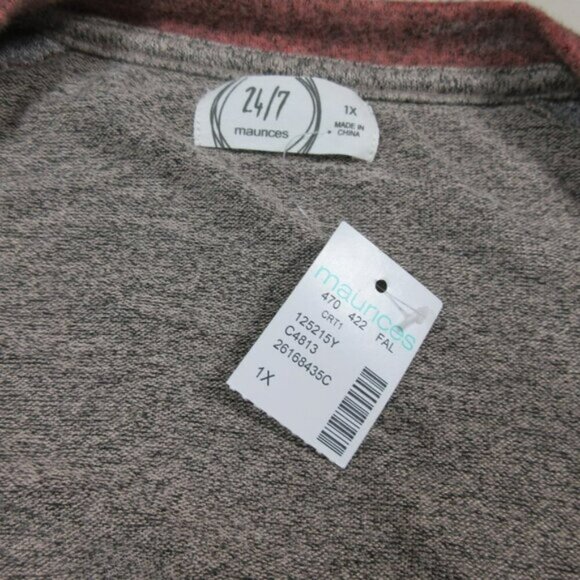 24/7
maurices
1X
MADE IN
CHINA
maurices
470 422 FAL
CRT1
125215Y
C4813
26168435C
1X